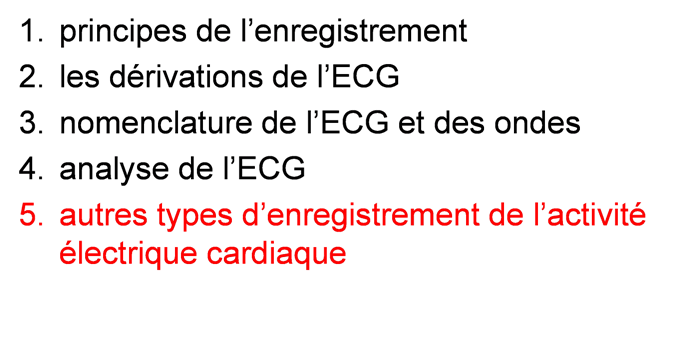 1. principes de l’enregistrement
2. les dérivations de l’ECG
3. nomenclature de l’ECG et des ondes
4. analyse de l’ECG
5. autres types d’enregistrement de l’activité
électrique cardiaque